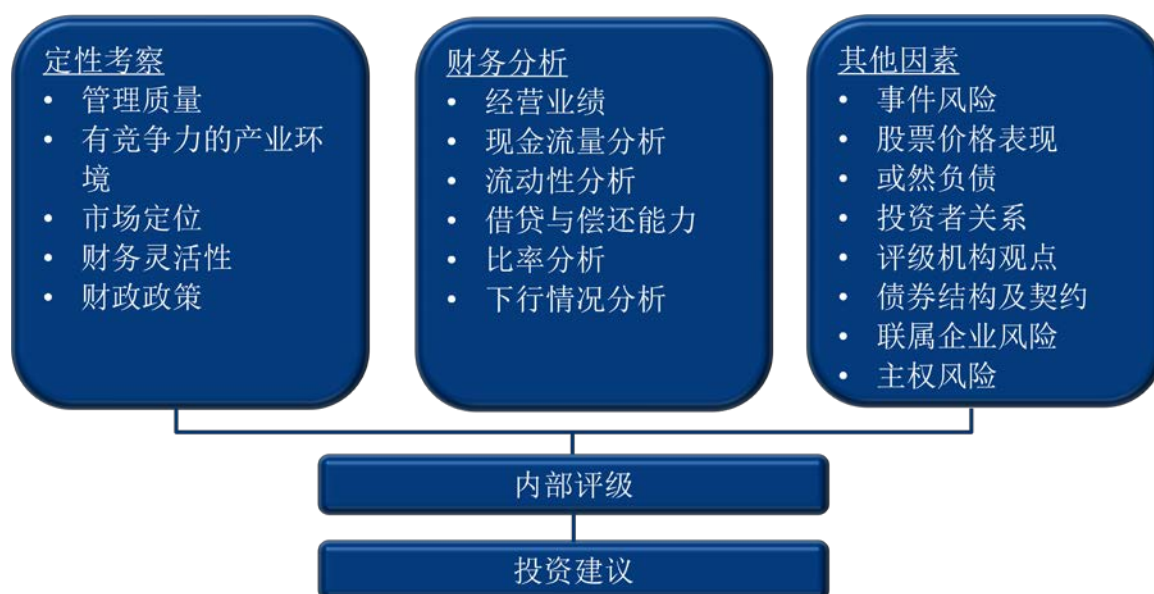 定性考察
• 管理质量
• 有竞争力的产业环
境
• 市场定位
• 财务灵活性
• 财政政策
财务分析
• 经营业绩
• 现金流量分析
• 流动性分析
• 借贷与偿还能力
• 比率分析
• 下行情况分析
其他因素
• 事件风险
• 股票价格表现
• 或然负债
• 投资者关系
• 评级机构观点
• 债券结构及契约
• 联属企业风险
• 主权风险
内部评级
投资建议